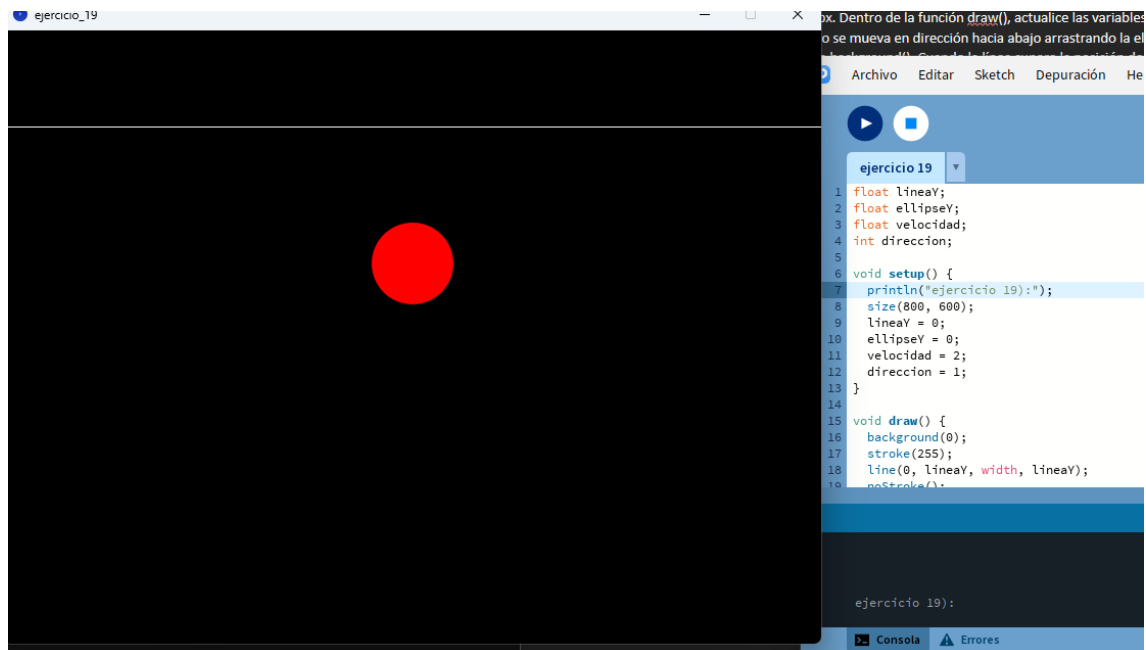 ejercicio_19
ox. Dentro de la función draw(), actualice las variables
o se mueva en dirección hacia abajo arrastrando la el
Archivo Editar Sketch Depuración He
ejercicio 19
1 float lineaY;
2 float ellipseY;
3 float velocidad;
4 int direccion;
5
6 void setup() {
7 println("ejercicio 19):");
8 size(800, 600);
9 lineaY = 0;
10 ellipseY = 0;
11 velocidad = 2;
12 direccion = 1;
13 }
14
15 void draw() {
16 background(0);
17 stroke(255);
18 line(0, lineaY, width, lineaY);
19 noStroke();
ejercicio 19):
Consola Errores